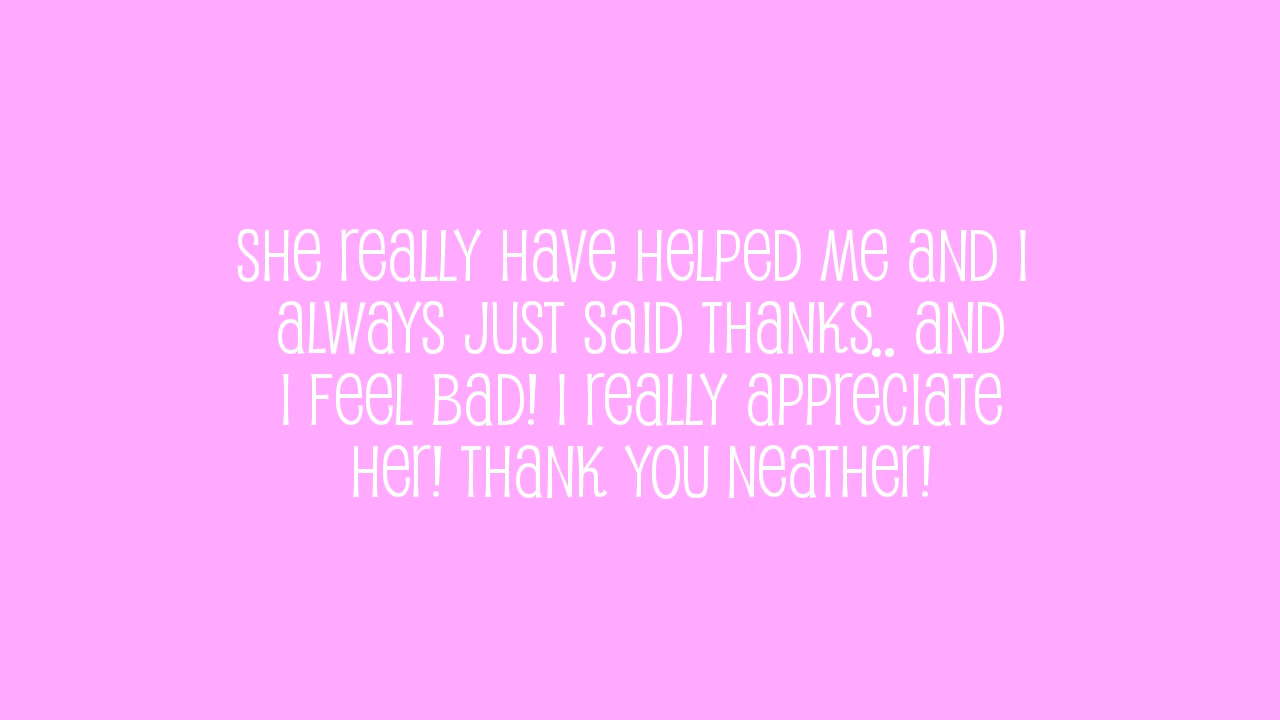 She really have helped me and I
always just said thanks.. and
I feel bad! I really appreciate
her! Thank you Neather!